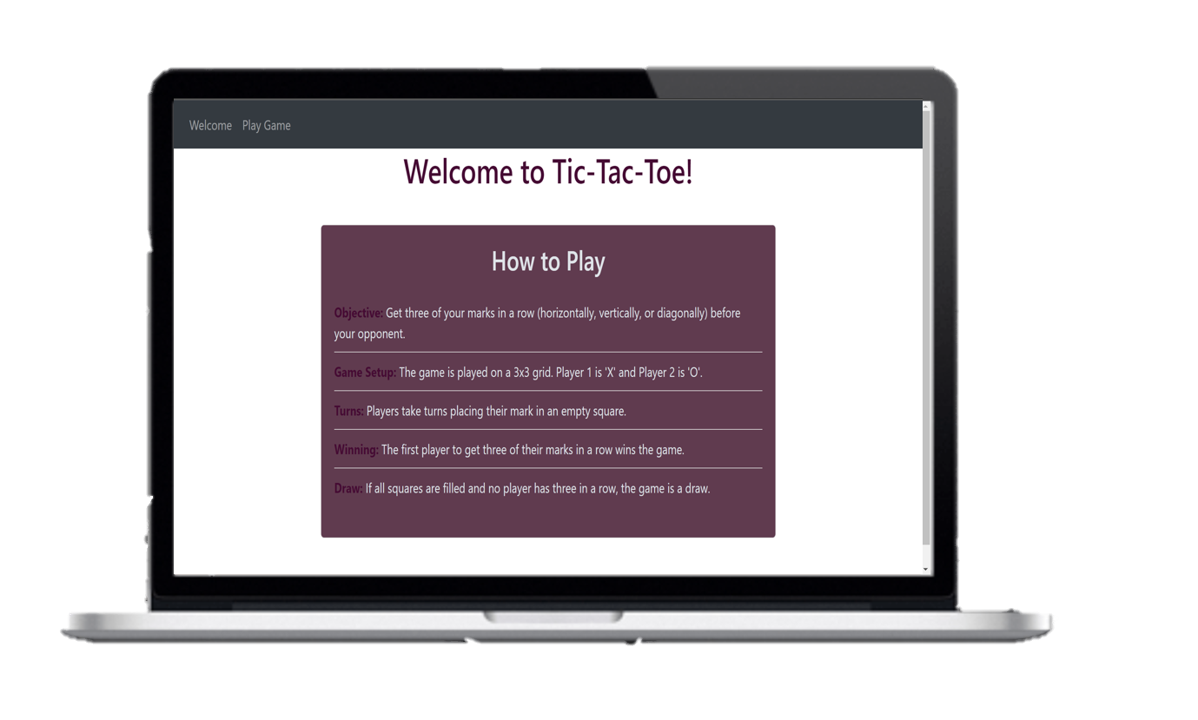 Welcome Play Game
Welcome to Tic-Tac-Toe!
How to Play
Objective: Get three of your marks in a row (horizontally, vertically, or diagonally) before
your opponent.
Game Setup: The game is played on a 3x3 grid. Player 1 is 'X' and Player 2 is 'O'.
Turns: Players take turns placing their mark in an empty square.
Winning: The first player to get three of their marks in a row wins the game.
Draw: If all squares are filled and no player has three in a row, the game is a draw.